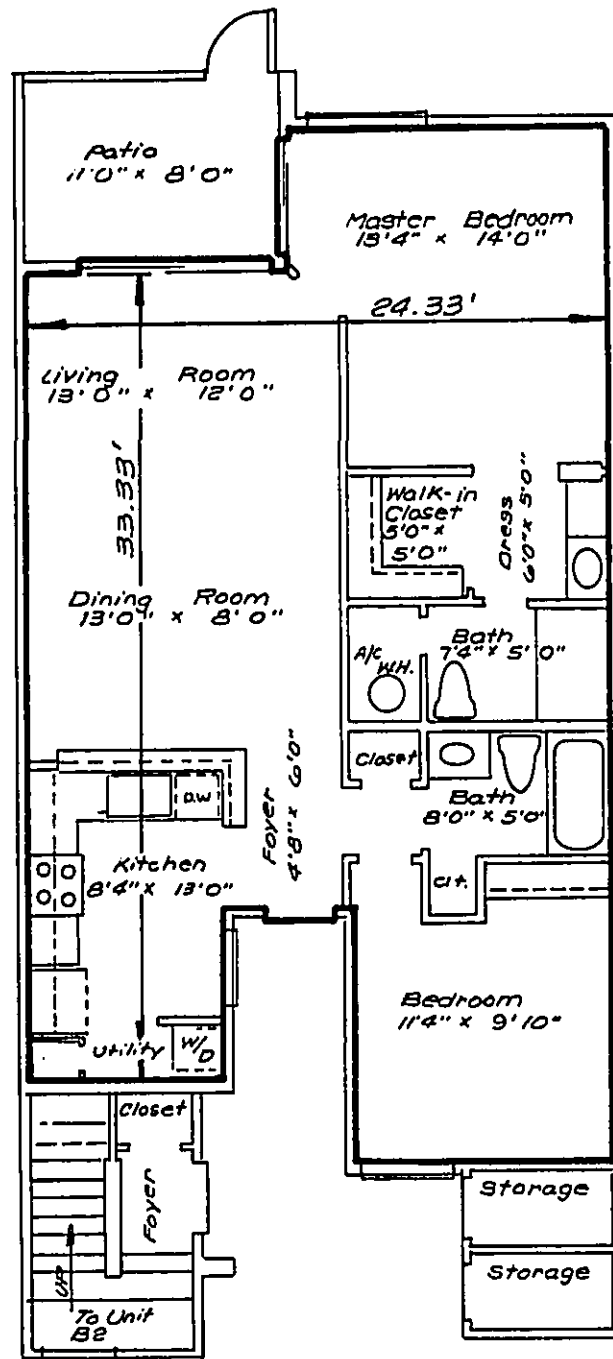 Patio
11'0" x 8'0"
Master Bedroom
13'4" x 14'0"
24.33'
Living Room
13'0" x 12'0"
33.33'
Walk-in
Closet
5'0" x
5'0"
Dress
6'0" x 5'0"
Dining Room
13'0" x 8'0"
Bath
7'4" x 5'0"
A/C
W.H.
Closet
D.W
Foyer
4'8" x 6'0"
Bath
8'0" x 5'0"
Kitchen
8'4" x 13'0"
clt.
Bedroom
11'4" x 9'10"
Utility
W/D
Closet
Foyer
Storage
Storage
UP
To Unit
B2